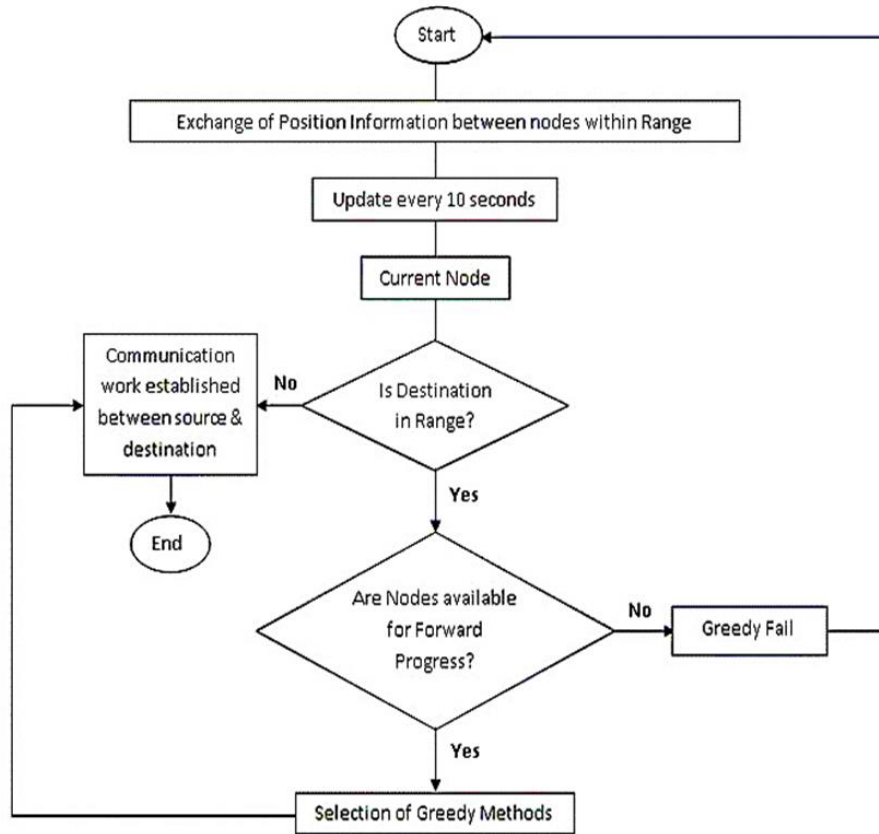 Start
Exchange of Position Information between nodes within Range
Update every 10 seconds
Current Node
Communication
work established
between source &
destination
No
Is Destination
in Range?
Yes
End
Are Nodes available
for Forward
Progress?
No
Greedy Fail
Yes
Selection of Greedy Methods